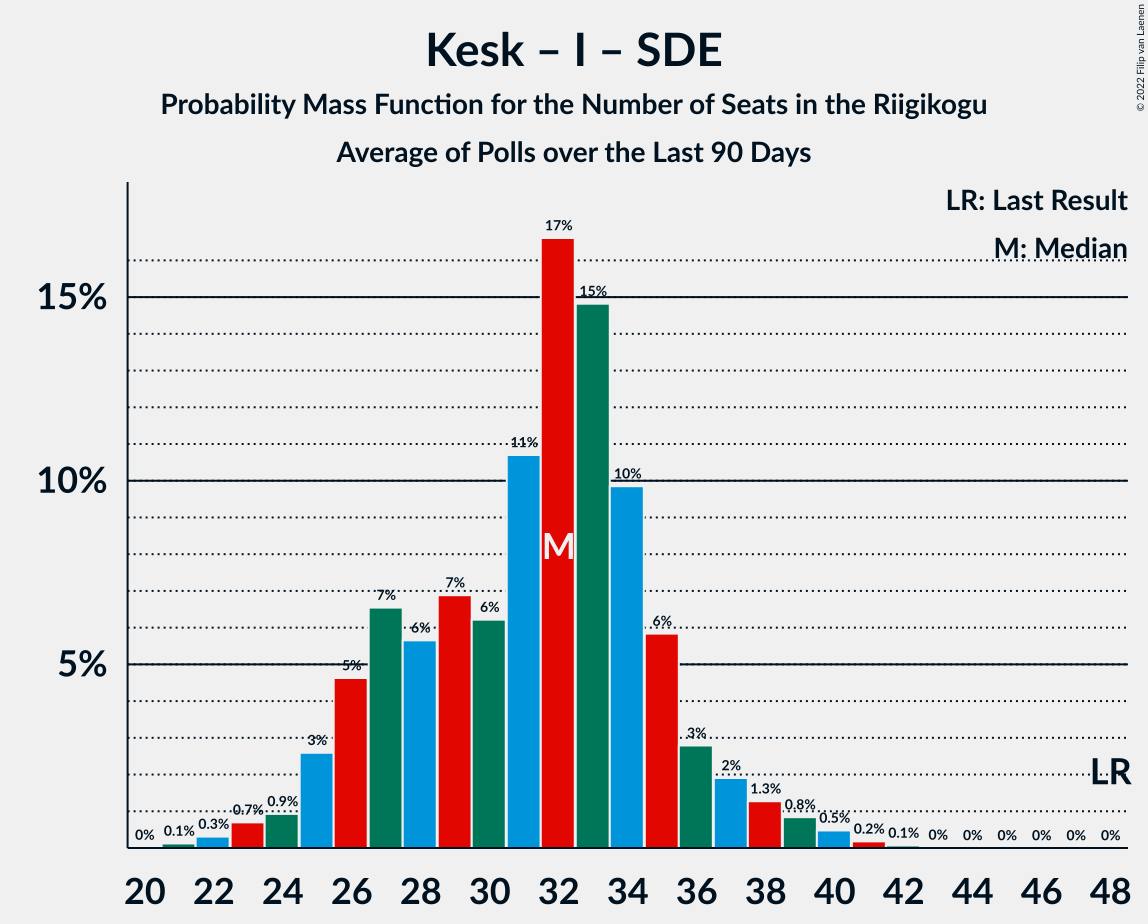 Kesk – I – SDE
Probability Mass Function for the Number of Seats in the Riigikogu
Average of Polls over the Last 90 Days
© 2022 Filip van Laenen
LR: Last Result
M: Median
15%
10%
5%
0% 0.1% 0.3% 0.7% 0.9% 3% 5% 7% 6% 7% 6% 11% 17% 15% 10% 6% 3% 2% 1.3% 0.8% 0.5% 0.2% 0.1% 0% 0% 0% 0% 0% 0%
M
LR
20 22 24 26 28 30 32 34 36 38 40 42 44 46 48